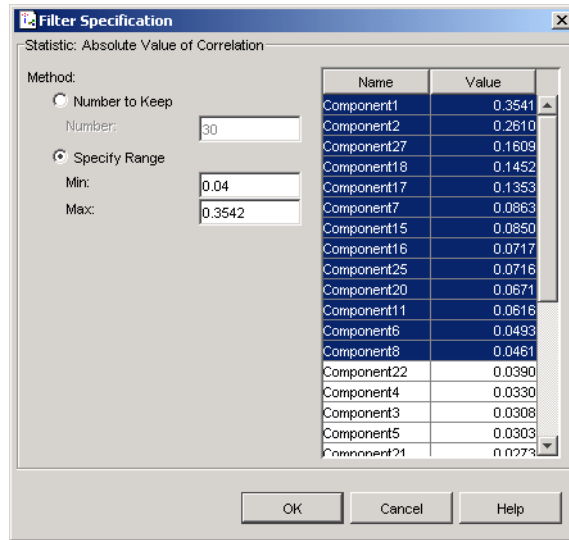 Filter Specification
Statistic: Absolute Value of Correlation
Method:
Number to Keep
Number: 30
Specify Range
Min: 0.04
Max: 0.3542
Name Value
Component1 0.3541
Component2 0.2610
Component27 0.1609
Component18 0.1452
Component17 0.1353
Component7 0.0863
Component15 0.0850
Component16 0.0717
Component25 0.0716
Component20 0.0671
Component11 0.0616
Component6 0.0493
Component8 0.0461
Component22 0.0390
Component4 0.0330
Component3 0.0308
Component5 0.0303
Component21 0.0273
OK Cancel Help